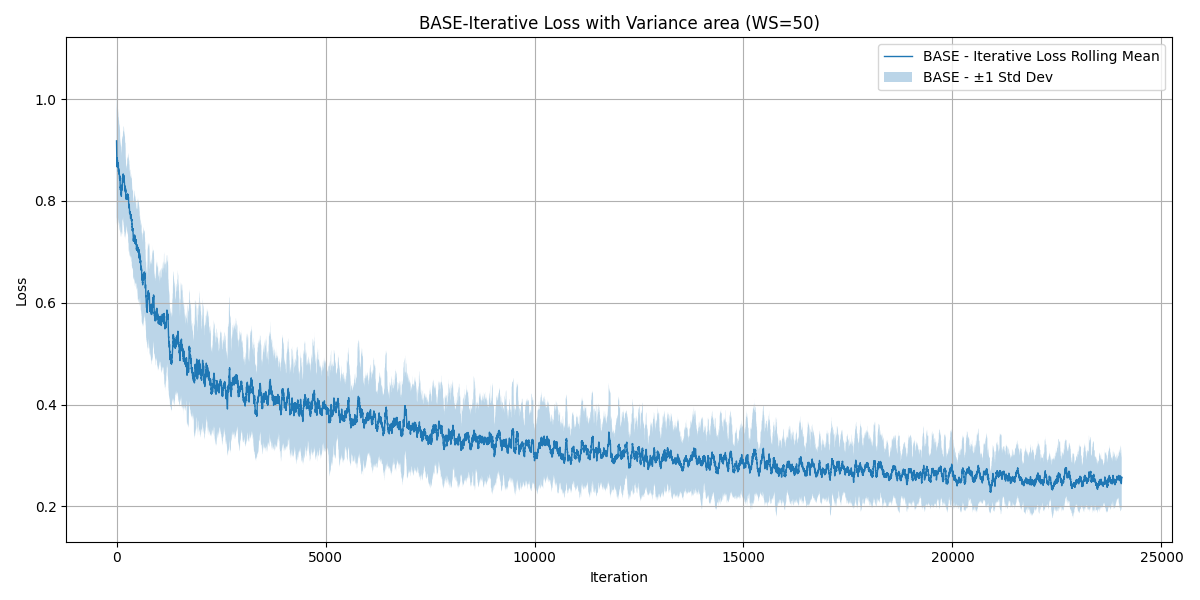 BASE-Iterative Loss with Variance area (WS=50)
BASE - Iterative Loss Rolling Mean
BASE - ±1 Std Dev
Loss
1.0
0.8
0.6
0.4
0.2
0 5000 10000 15000 20000 25000
Iteration